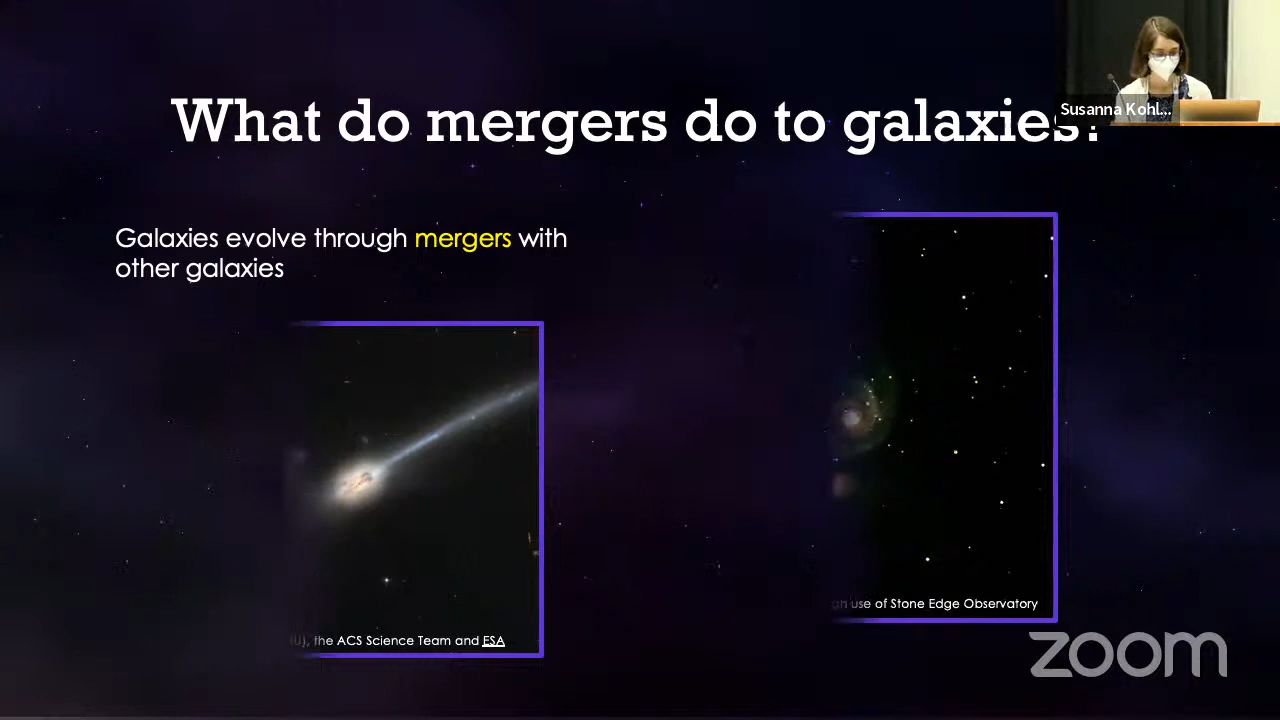 What do mergers do to galaxies?
Susanna Kohl...
Galaxies evolve through mergers with
other galaxies
use of Stone Edge Observatory
the ACS Science Team and ESA
zoom